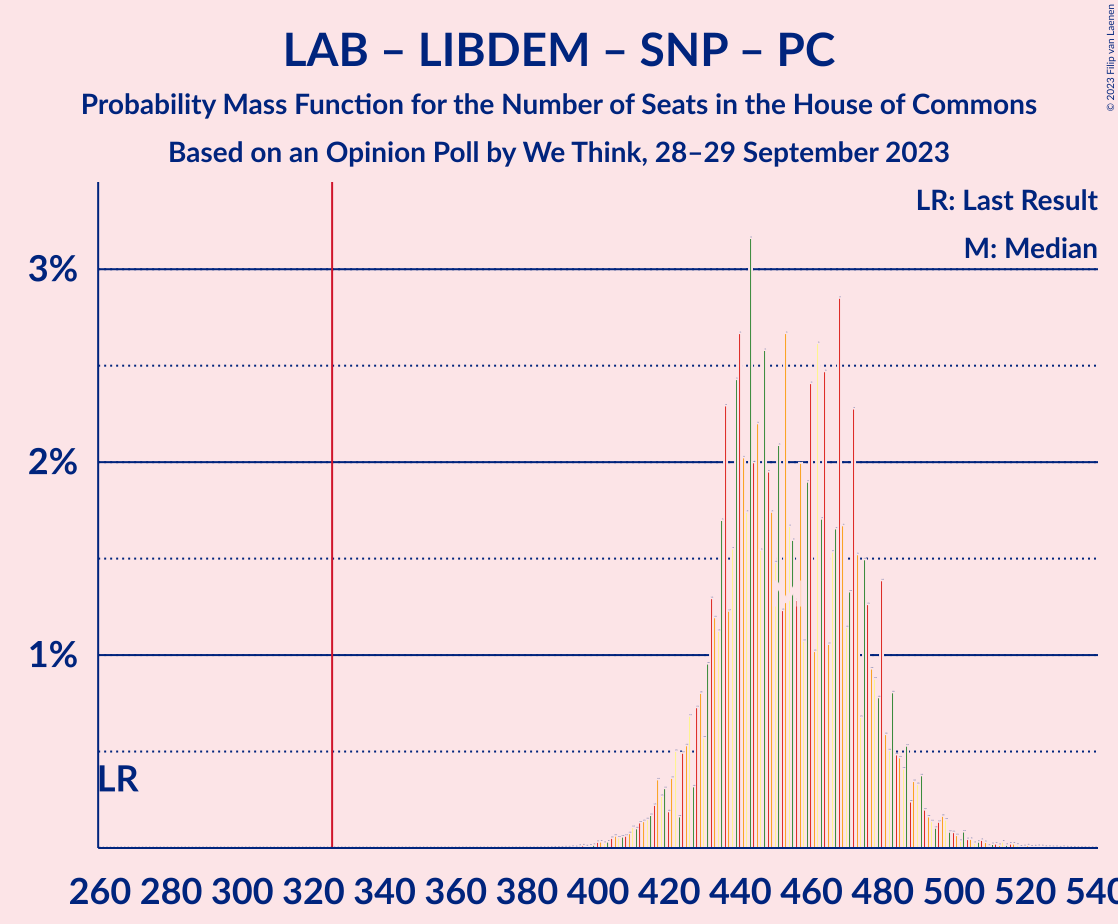 LAB – LIBDEM – SNP – PC
Probability Mass Function for the Number of Seats in the House of Commons
Based on an Opinion Poll by We Think, 28–29 September 2023
© 2023 Filip van Laenen
LR: Last Result
M: Median
3%
2%
1%
LR
260 280 300 320 340 360 380 400 420 440 460 480 500 520 540